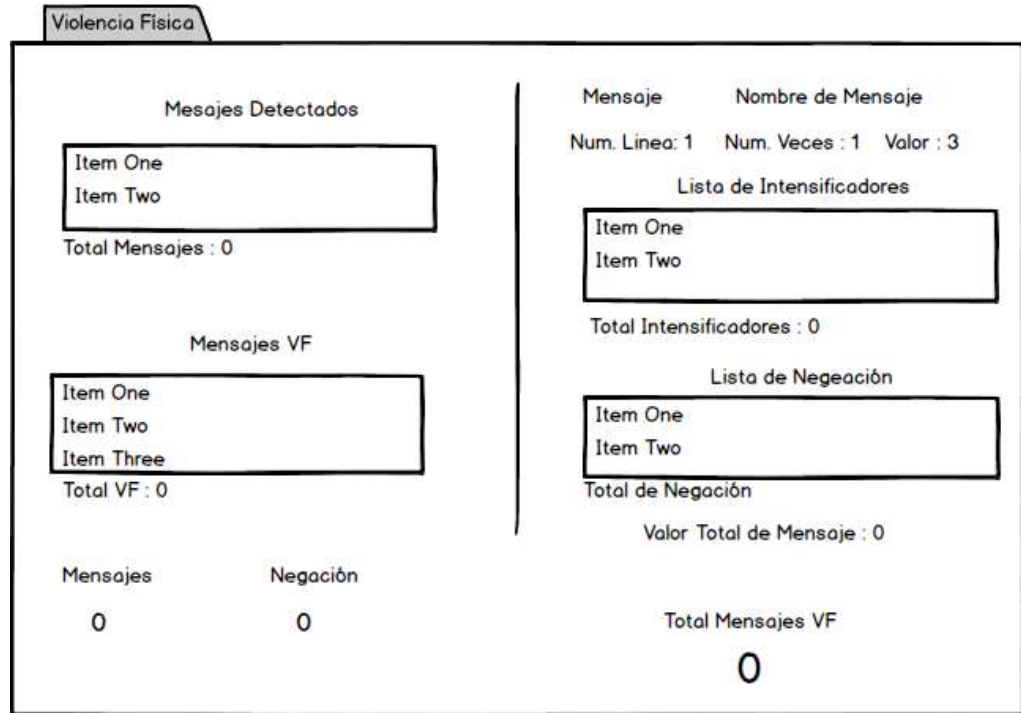 Violencia Física
Mesajes Detectados
Item One
Item Two
Total Mensajes : 0
Mensajes VF
Item One
Item Two
Item Three
Total VF : 0
Mensajes Negación
0 0
Mensaje Nombre de Mensaje
Num. Linea: 1 Num. Veces : 1 Valor : 3
Lista de Intensificadores
Item One
Item Two
Total Intensificadores : 0
Lista de Negeación
Item One
Item Two
Total de Negación
Valor Total de Mensaje : 0
Total Mensajes VF
0